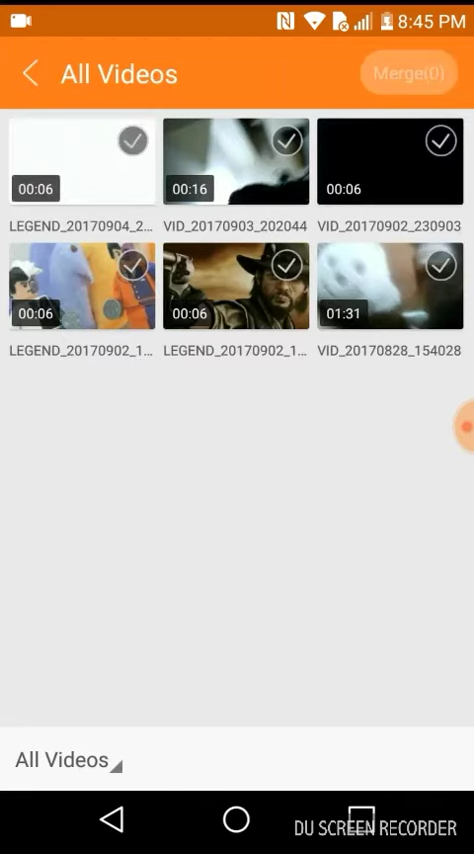 8:45 PM
All Videos
Merge(0)
00:06
00:16
00:06
LEGEND_20170904_2...
VID_20170903_202044
VID_20170902_230903
00:06
00:06
01:31
LEGEND_20170902_1...
LEGEND_20170902_1...
VID_20170828_154028
All Videos
DU SCREEN RECORDER